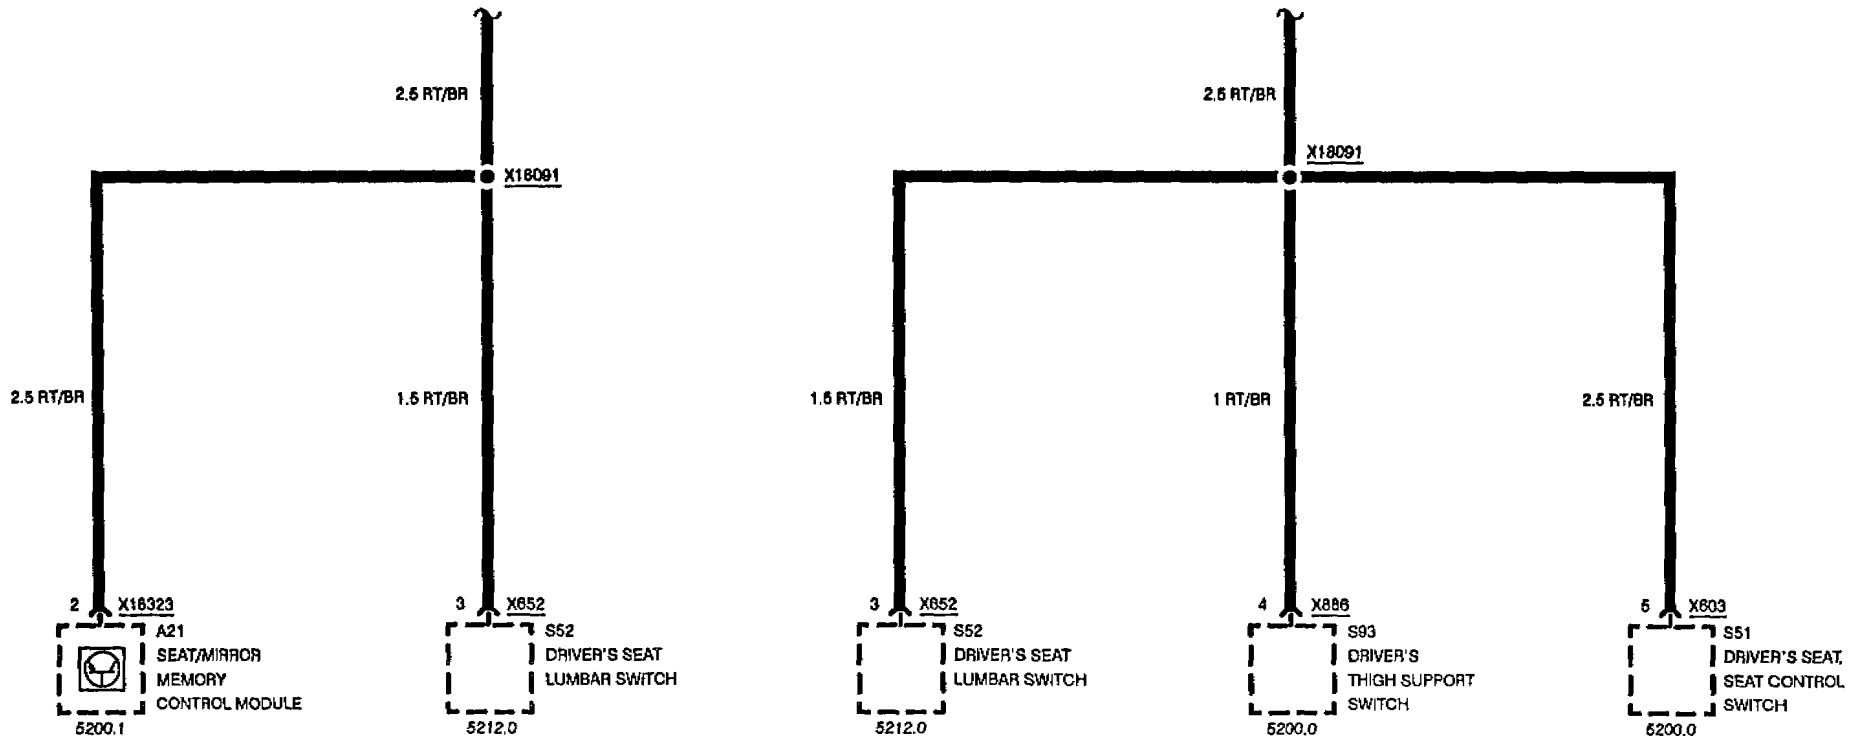 2.5 RT/BR
2.5 RT/BR
X18091
X18091
2.5 RT/BR
1.5 RT/BR
1.5 RT/BR
1 RT/BR
2.5 RT/BR
2 X16323
3 X652
3 X652
4 X886
5 X603
A21
SEAT/MIRROR
MEMORY
CONTROL MODULE
5200.1
S52
DRIVER'S SEAT
LUMBAR SWITCH
5212.0
S52
DRIVER'S SEAT
LUMBAR SWITCH
5212.0
S93
DRIVER'S
THIGH SUPPORT
SWITCH
5200.0
S51
DRIVER'S SEAT,
SEAT CONTROL
SWITCH
5200.0